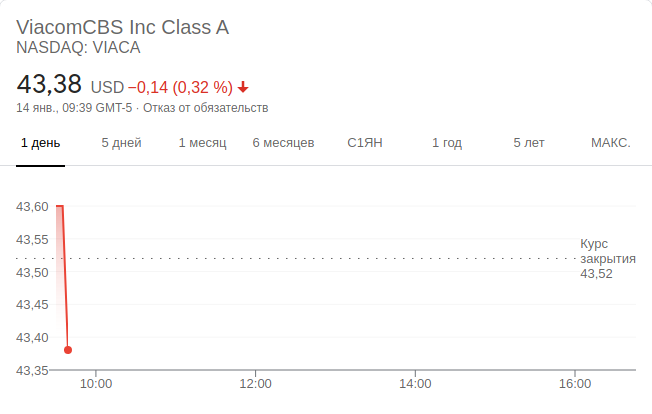 ViacomCBS Inc Class A
NASDAQ: VIACA
43,38 USD −0,14 (0,32 %)
14 янв., 09:39 GMT-5 · Отказ от обязательств
1 день 5 дней 1 месяц 6 месяцев С1ЯН 1 год 5 лет МАКС.
43,60
43,55
Курс
закрытия
43,52
43,50
43,45
43,40
43,35
10:00 12:00 14:00 16:00